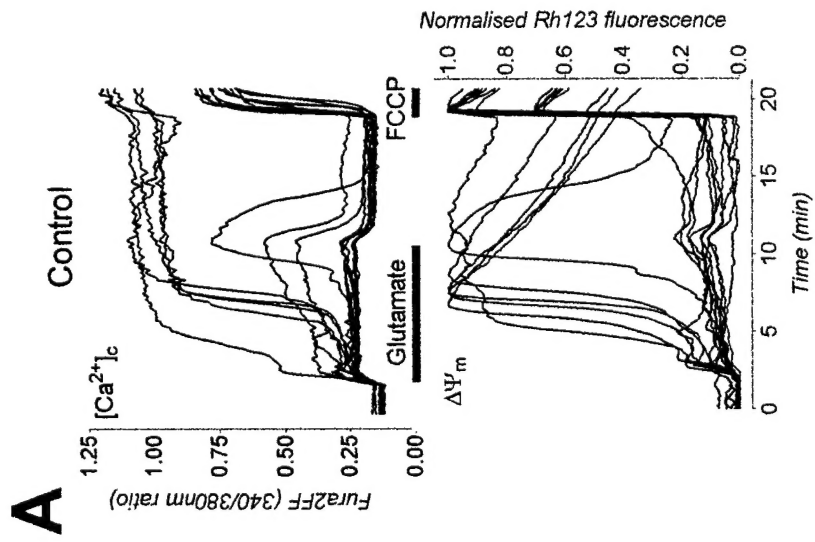 A
Control
[Ca²⁺]c
1.25
1.00
0.75
0.50
0.25
0.00
Fura2FF (340/380nm ratio)
Glutamate
FCCP
ΔΨm
1.0
0.8
0.6
0.4
0.2
0.0
Normalised Rh123 fluorescence
0
5
10
15
20
Time (min)